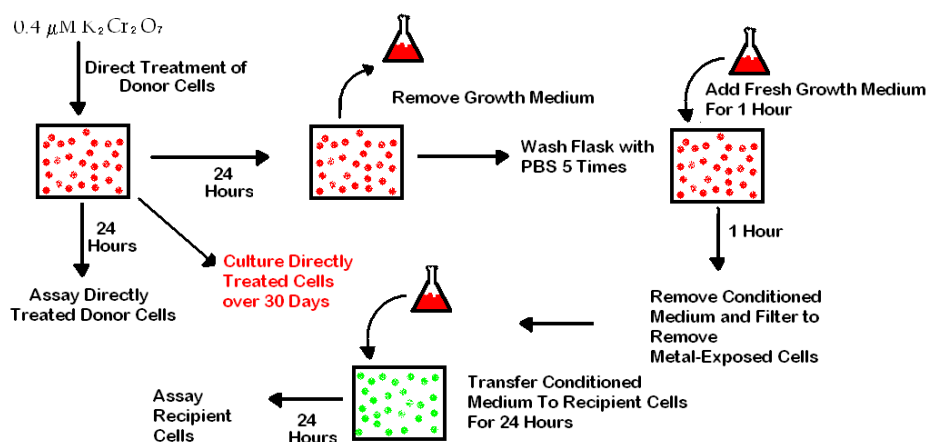 0.4 μM K₂Cr₂O₇
Direct Treatment of
Donor Cells
24
Hours
Remove Growth Medium
Wash Flask with
PBS 5 Times
Add Fresh Growth Medium
For 1 Hour
1 Hour
Remove Conditioned
Medium and Filter to
Remove
Metal-Exposed Cells
Transfer Conditioned
Medium To Recipient Cells
For 24 Hours
24
Hours
Assay
Recipient
Cells
24
Hours
Assay Directly
Treated Donor Cells
Culture Directly
Treated Cells
over 30 Days